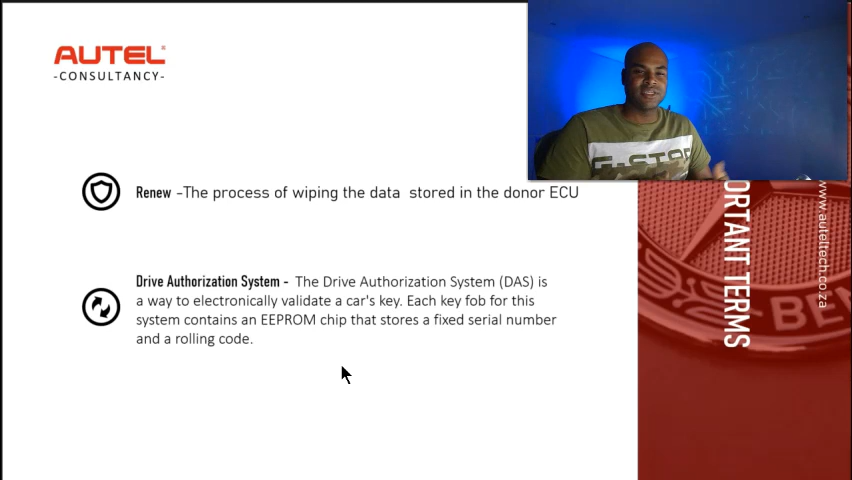 AUTEL
-CONSULTANCY-
Renew -The process of wiping the data stored in the donor ECU
Drive Authorization System - The Drive Authorization System (DAS) is
a way to electronically validate a car's key. Each key fob for this
system contains an EEPROM chip that stores a fixed serial number
and a rolling code.
G-STAR
ORTANT TERMS
www.auteltech.co.za
BEN